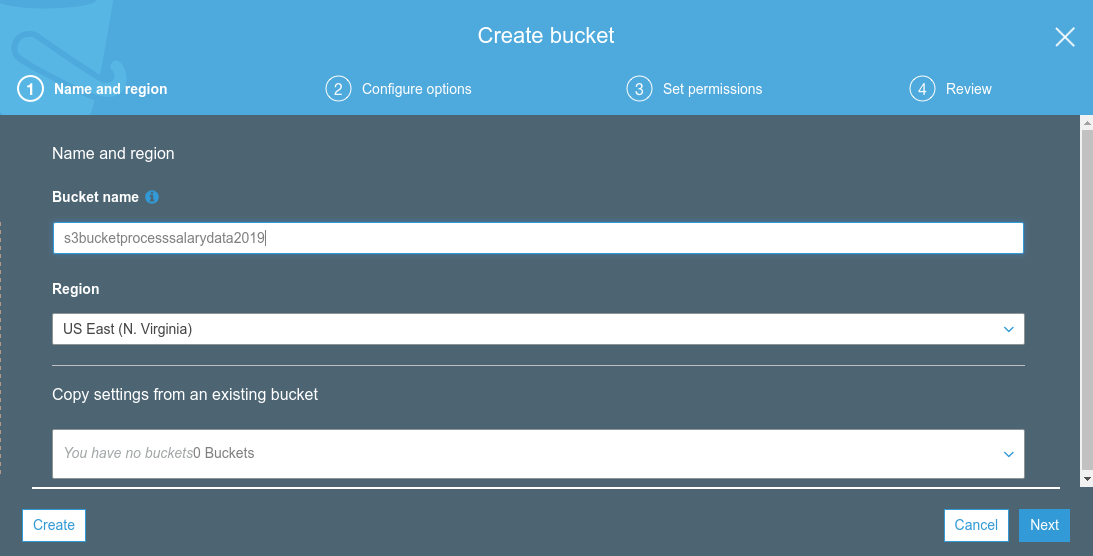 Create bucket
1 Name and region
2 Configure options
3 Set permissions
4 Review
Name and region
Bucket name
s3bucketprocesssalarydata2019
Region
US East (N. Virginia)
Copy settings from an existing bucket
You have no buckets0 Buckets
Create
Cancel
Next